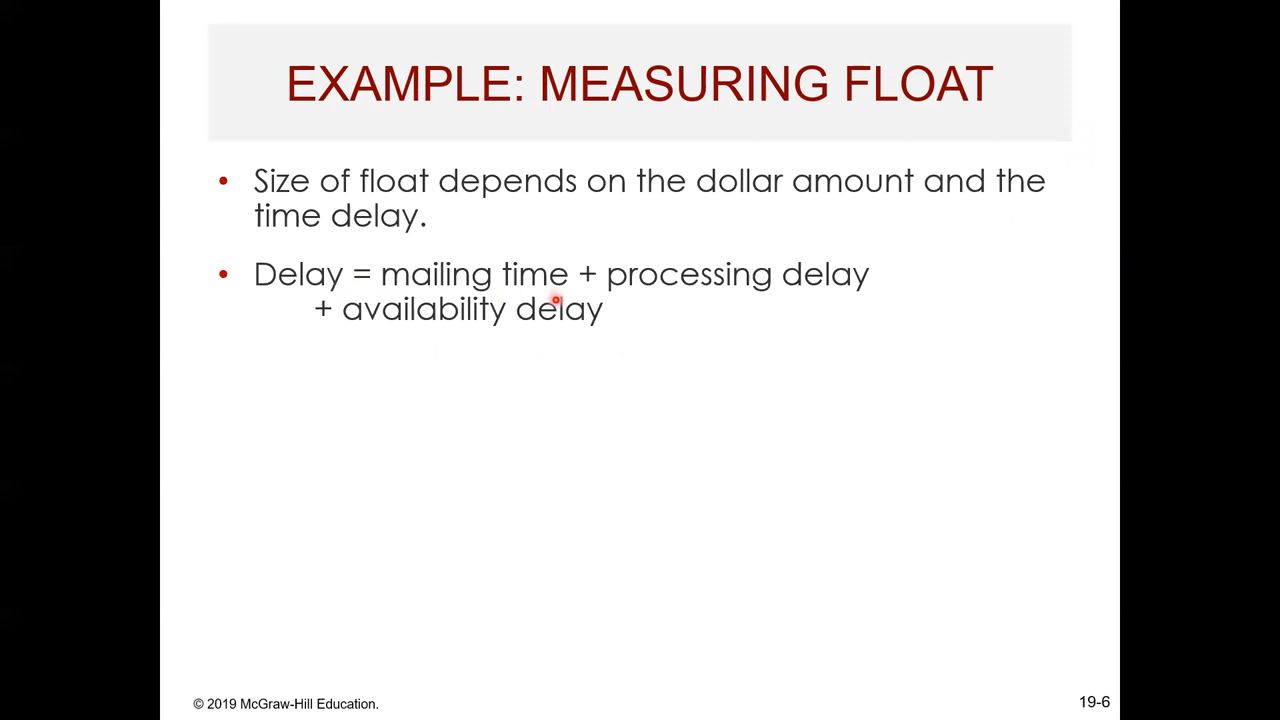 EXAMPLE: MEASURING FLOAT
• Size of float depends on the dollar amount and the
time delay.
• Delay = mailing time + processing delay
+ availability delay
© 2019 McGraw-Hill Education.
19-6